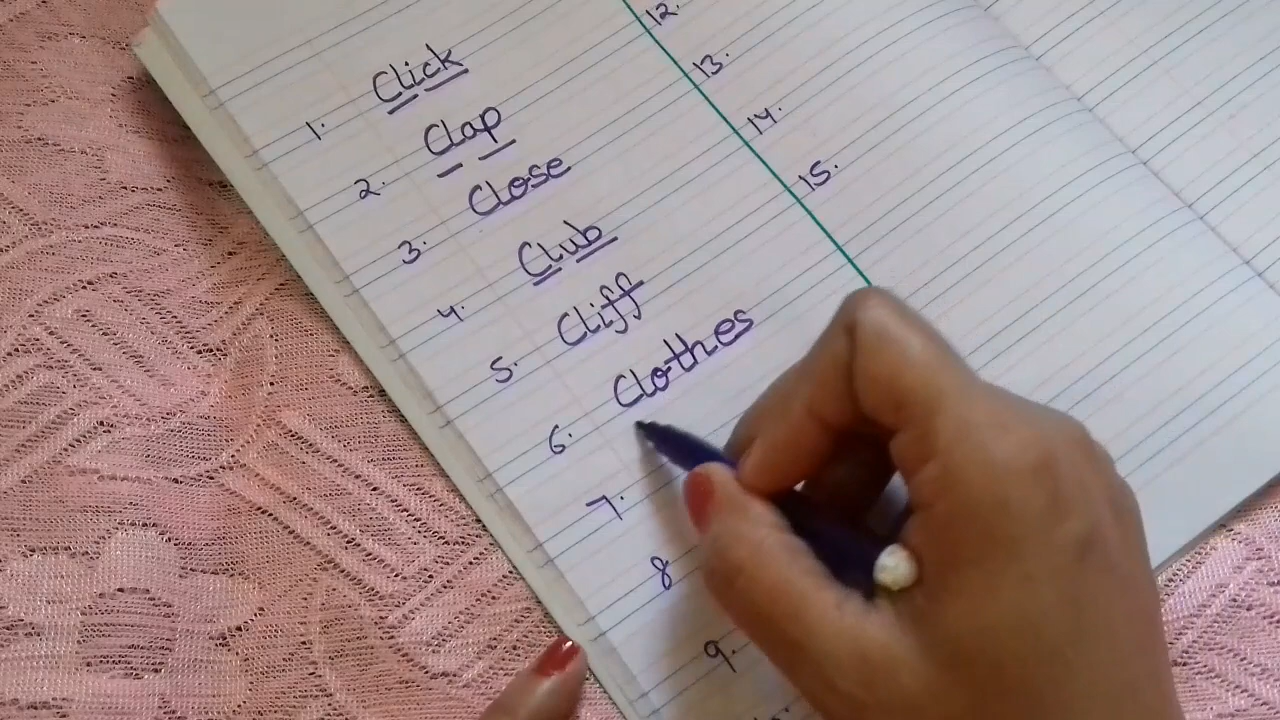 1. Click
2. Clap
3. Close
4. Club
5. Cliff
6. Clothes
7.
8
9.
12.
13.
14.
15.